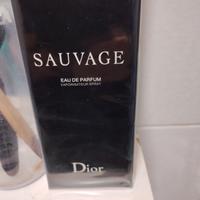 SAUVAGE
EAU DE PARFUM
VAPORISATEUR SPRAY
Dior